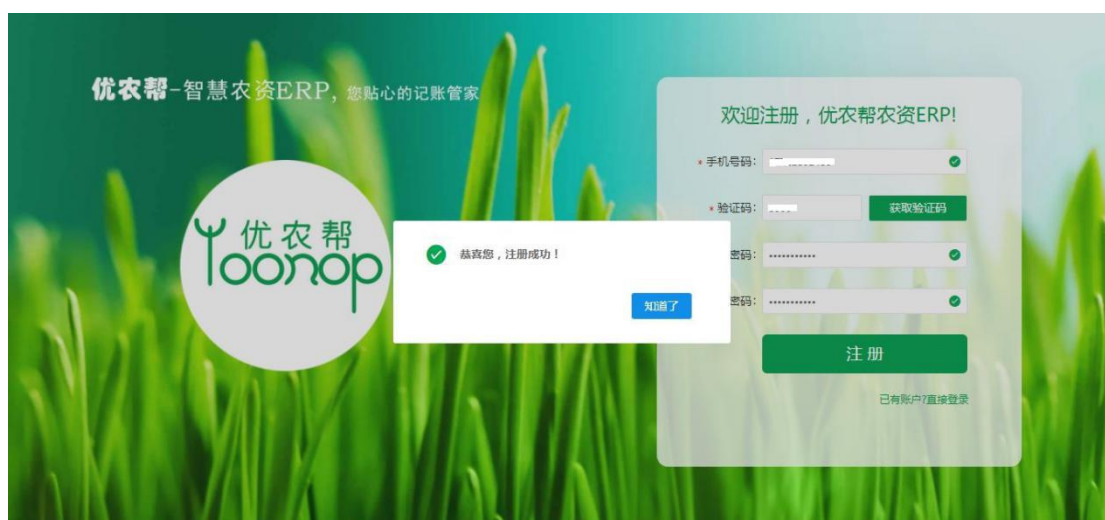 优农帮-智慧农资ERP，您贴心的记账管家
优农帮
Yoonop
欢迎注册，优农帮农资ERP!
* 手机号码：
* 验证码：
获取验证码
密码：
密码：
恭喜您，注册成功！
知道了
注 册
已有账户?直接登录